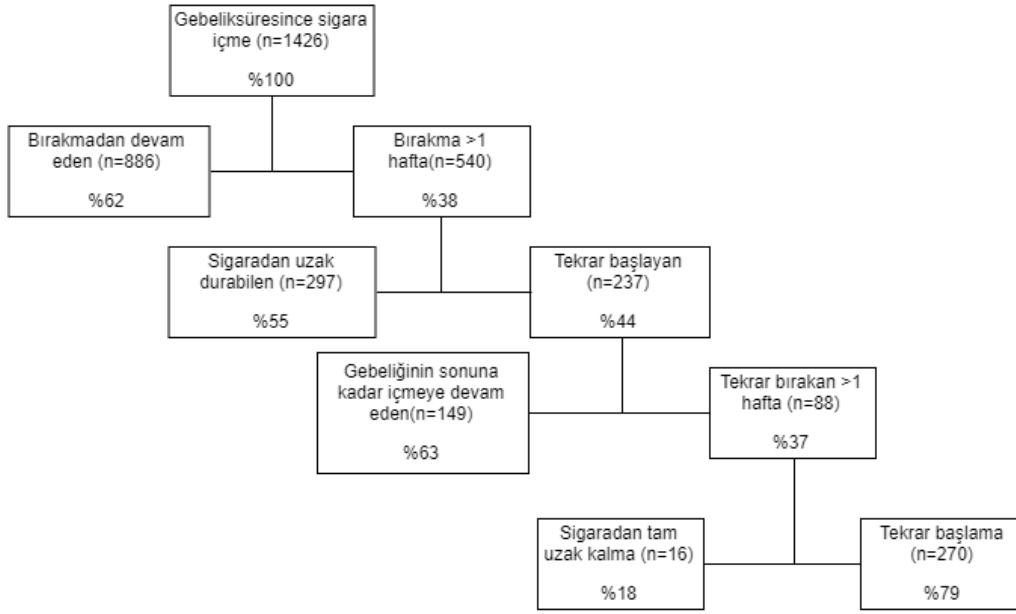 Gebeliksüresince sigara
içme (n=1426)
%100
Bırakmadan devam
eden (n=886)
%62
Bırakma >1
hafta(n=540)
%38
Sigaradan uzak
durabilen (n=297)
%55
Tekrar başlayan
(n=237)
%44
Gebeliğinin sonuna
kadar içmeye devam
eden(n=149)
%63
Tekrar bırakan >1
hafta (n=88)
%37
Sigaradan tam
uzak kalma (n=16)
%18
Tekrar başlama
(n=270)
%79